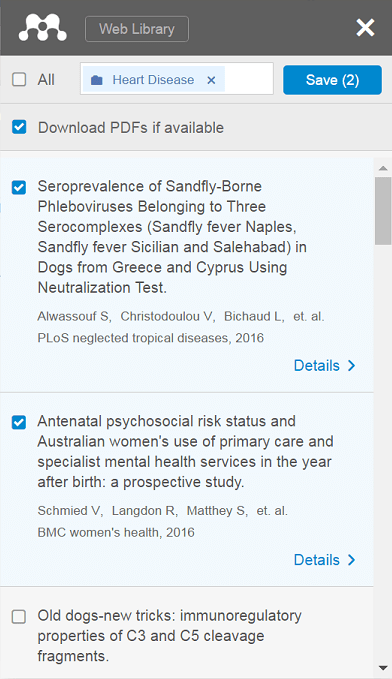 Web Library
All
Heart Disease
Save (2)
Download PDFs if available
Seroprevalence of Sandfly-Borne
Phleboviruses Belonging to Three
Serocomplexes (Sandfly fever Naples,
Sandfly fever Sicilian and Salehabad) in
Dogs from Greece and Cyprus Using
Neutralization Test.
Alwassouf S, Christodoulou V, Bichaud L, et. al.
PLoS neglected tropical diseases, 2016
Details
Antenatal psychosocial risk status and
Australian women's use of primary care and
specialist mental health services in the year
after birth: a prospective study.
Schmied V, Langdon R, Matthey S, et. al.
BMC women's health, 2016
Details
Old dogs-new tricks: immunoregulatory
properties of C3 and C5 cleavage
fragments.